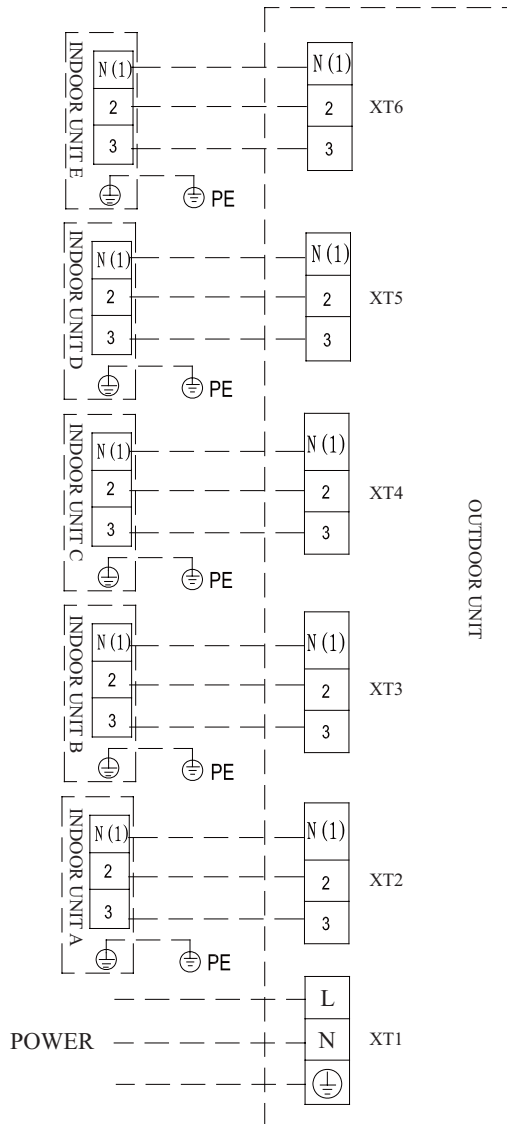 INDOOR UNIT E
N(1)
2
3
PE
N(1)
2
3
XT6
INDOOR UNIT D
N(1)
2
3
PE
N(1)
2
3
XT5
INDOOR UNIT C
N(1)
2
3
PE
N(1)
2
3
XT4
OUTDOOR UNIT
INDOOR UNIT B
N(1)
2
3
PE
N(1)
2
3
XT3
INDOOR UNIT A
N(1)
2
3
PE
N(1)
2
3
XT2
POWER
L
N
XT1